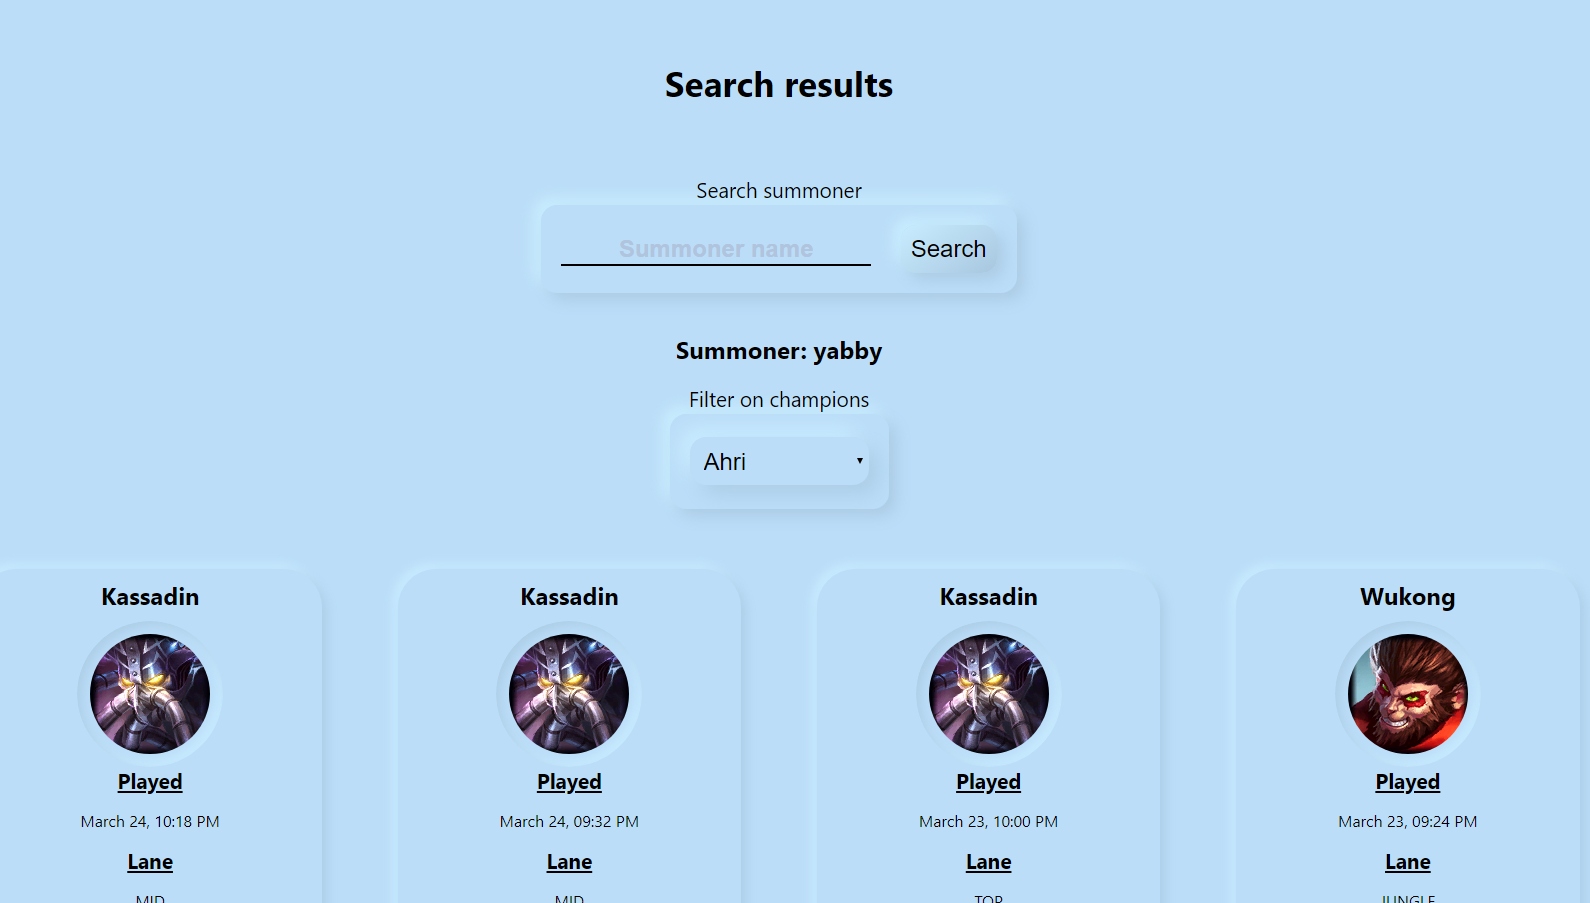 Search results
Search summoner
Summoner name
Search
Summoner: yabby
Filter on champions
Ahri
Kassadin
Played
March 24, 10:18 PM
Lane
MID
Kassadin
Played
March 24, 09:32 PM
Lane
MID
Kassadin
Played
March 23, 10:00 PM
Lane
TOP
Wukong
Played
March 23, 09:24 PM
Lane
JUNGLE